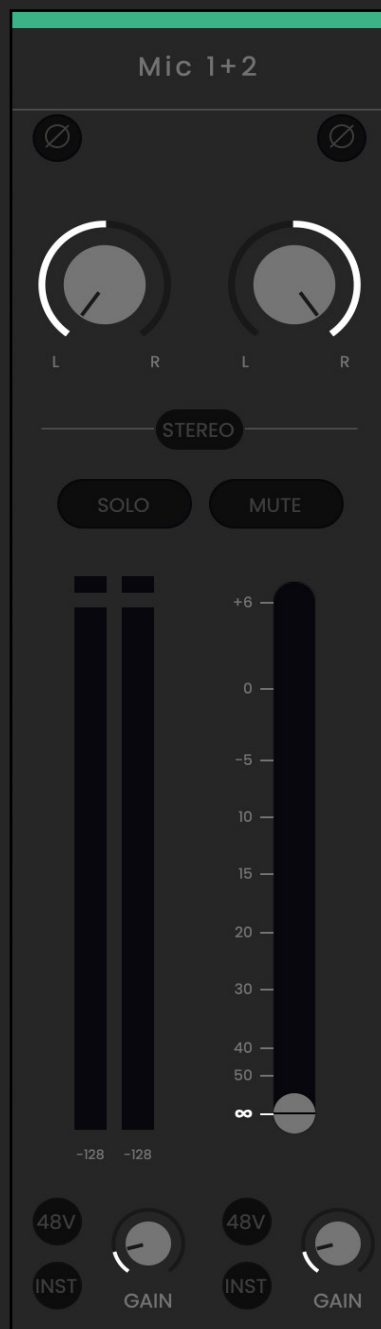 Mic 1+2
Ø Ø
L R L R
STEREO
SOLO MUTE
+6
0
-5
10
15
20
30
40
50
∞
-128 -128
48V 48V
INST INST
GAIN GAIN